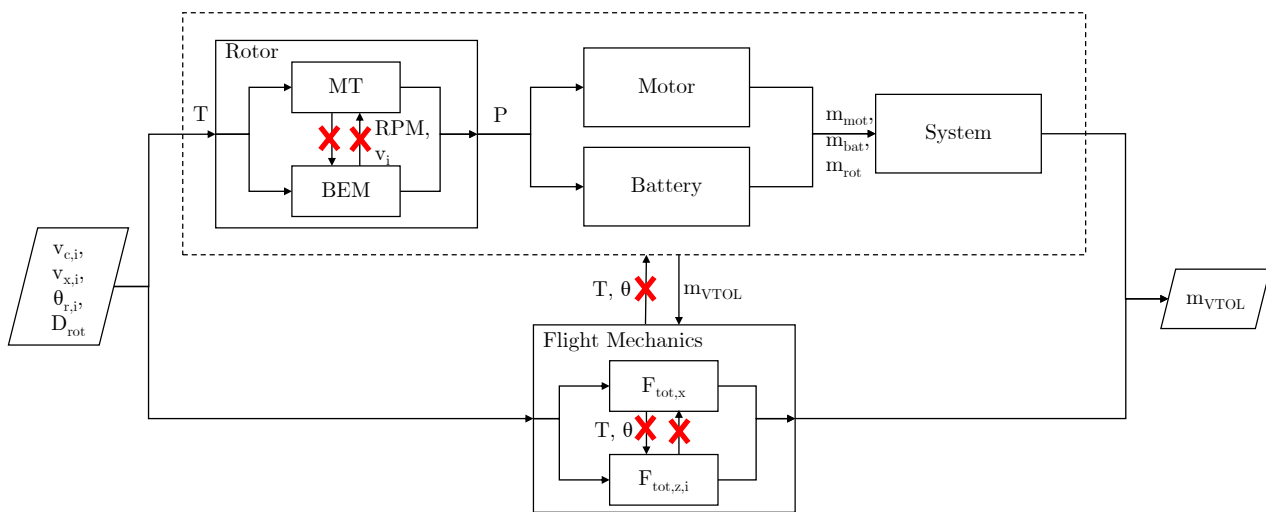 Rotor
MT
T
RPM,
v_i
BEM
P
Motor
Battery
m_mot,
m_bat,
m_rot
System
v_c,i,
v_x,i,
θ_r,i,
D_rot
T, θ
m_VTOL
m_VTOL
Flight Mechanics
F_tot,x
T, θ
F_tot,z,i